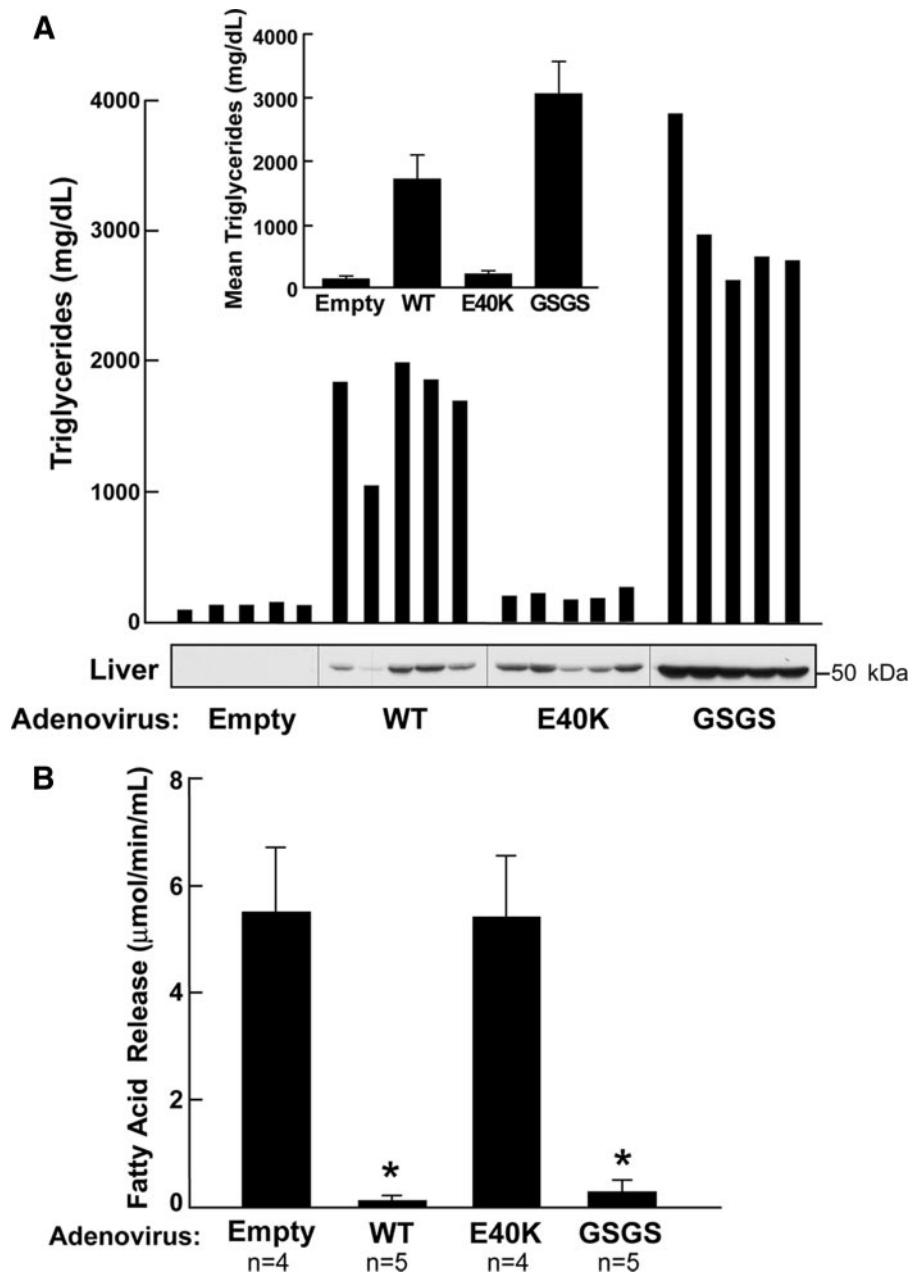 A
Mean Triglycerides (mg/dL)
4000
3000
2000
1000
0
Empty WT E40K GSGS
Triglycerides (mg/dL)
4000
3000
2000
1000
0
Liver
50 kDa
Adenovirus: Empty WT E40K GSGS
B
Fatty Acid Release (μmol/min/mL)
8
6
4
2
0
*
*
Adenovirus: Empty WT E40K GSGS
n=4 n=5 n=4 n=5